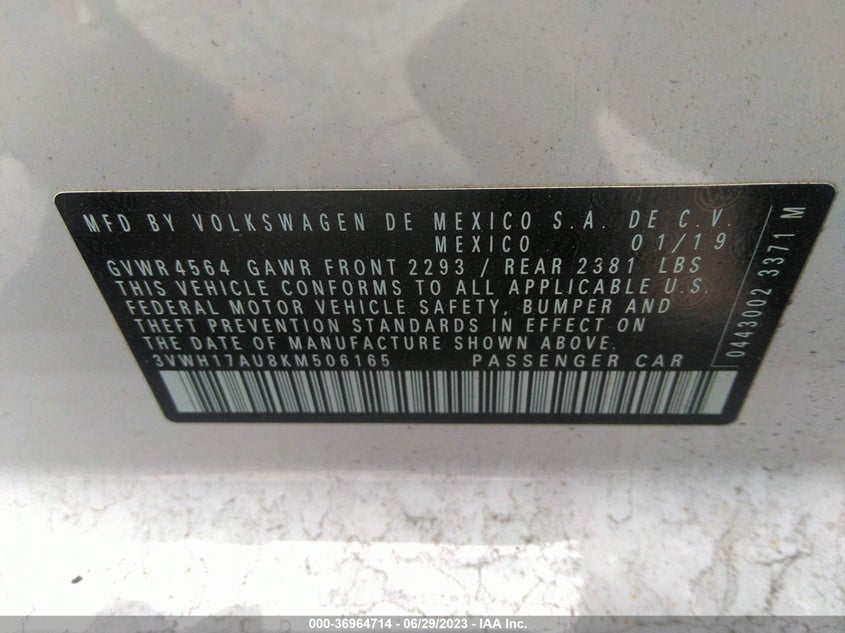 MFD BY VOLKSWAGEN DE MEXICO S.A. DE C.V.
MEXICO 01/19
GVWR4564 GAWR FRONT 2293 / REAR 2381 LBS
THIS VEHICLE CONFORMS TO ALL APPLICABLE U.S.
FEDERAL MOTOR VEHICLE SAFETY, BUMPER AND
THEFT PREVENTION STANDARDS IN EFFECT ON
THE DATE OF MANUFACTURE SHOWN ABOVE.
3VWH17AU8KM506165 PASSENGER CAR
0443002 3371 M
000-36964714 - 06/29/2023 - IAA Inc.